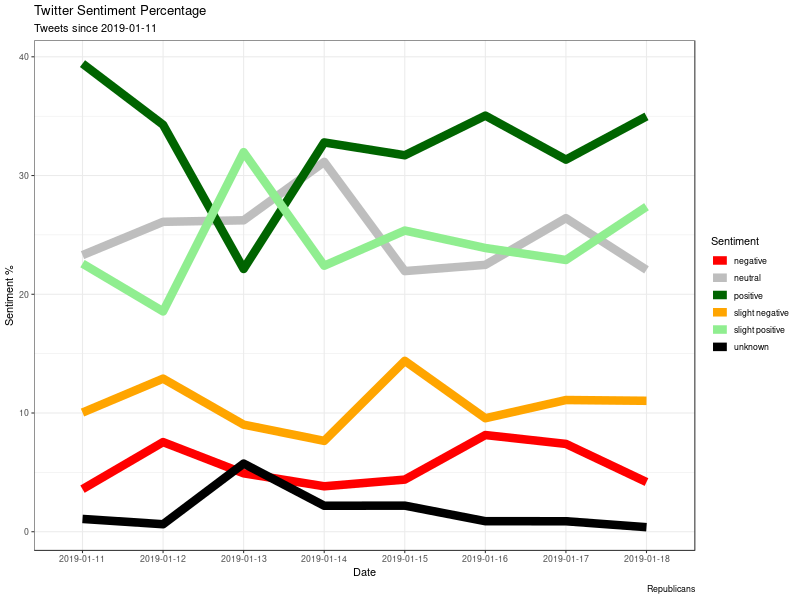 Twitter Sentiment Percentage
Tweets since 2019-01-11
Sentiment %
40
30
20
10
0
2019-01-11 2019-01-12 2019-01-13 2019-01-14 2019-01-15 2019-01-16 2019-01-17 2019-01-18
Date
Sentiment
negative
neutral
positive
slight negative
slight positive
unknown
Republicans